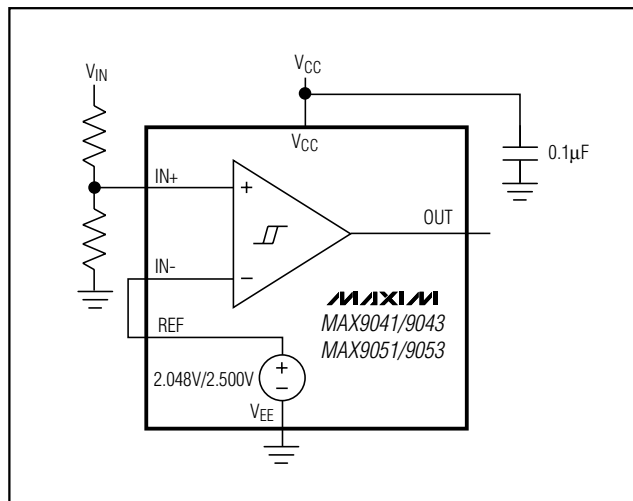 VIN
VCC
VCC
0.1µF
IN+
+
OUT
IN-
−
MAXIM
REF
MAX9041/9043
MAX9051/9053
+
2.048V/2.500V
−
VEE